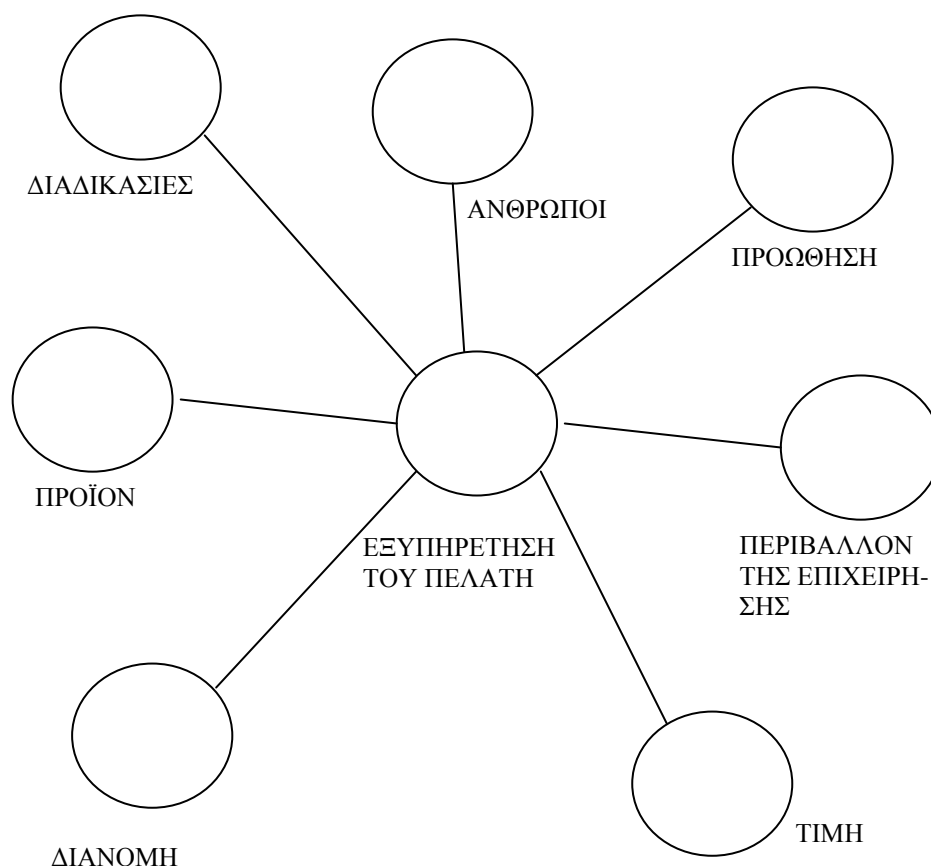 ΔΙΑΔΙΚΑΣΙΕΣ
ΑΝΘΡΩΠΟΙ
ΠΡΟΩΘΗΣΗ
ΠΡΟΪΟΝ
ΕΞΥΠΗΡΕΤΗΣΗ
ΤΟΥ ΠΕΛΑΤΗ
ΠΕΡΙΒΑΛΛΟΝ
ΤΗΣ ΕΠΙΧΕΙΡΗ-
ΣΗΣ
ΔΙΑΝΟΜΗ
ΤΙΜΗ